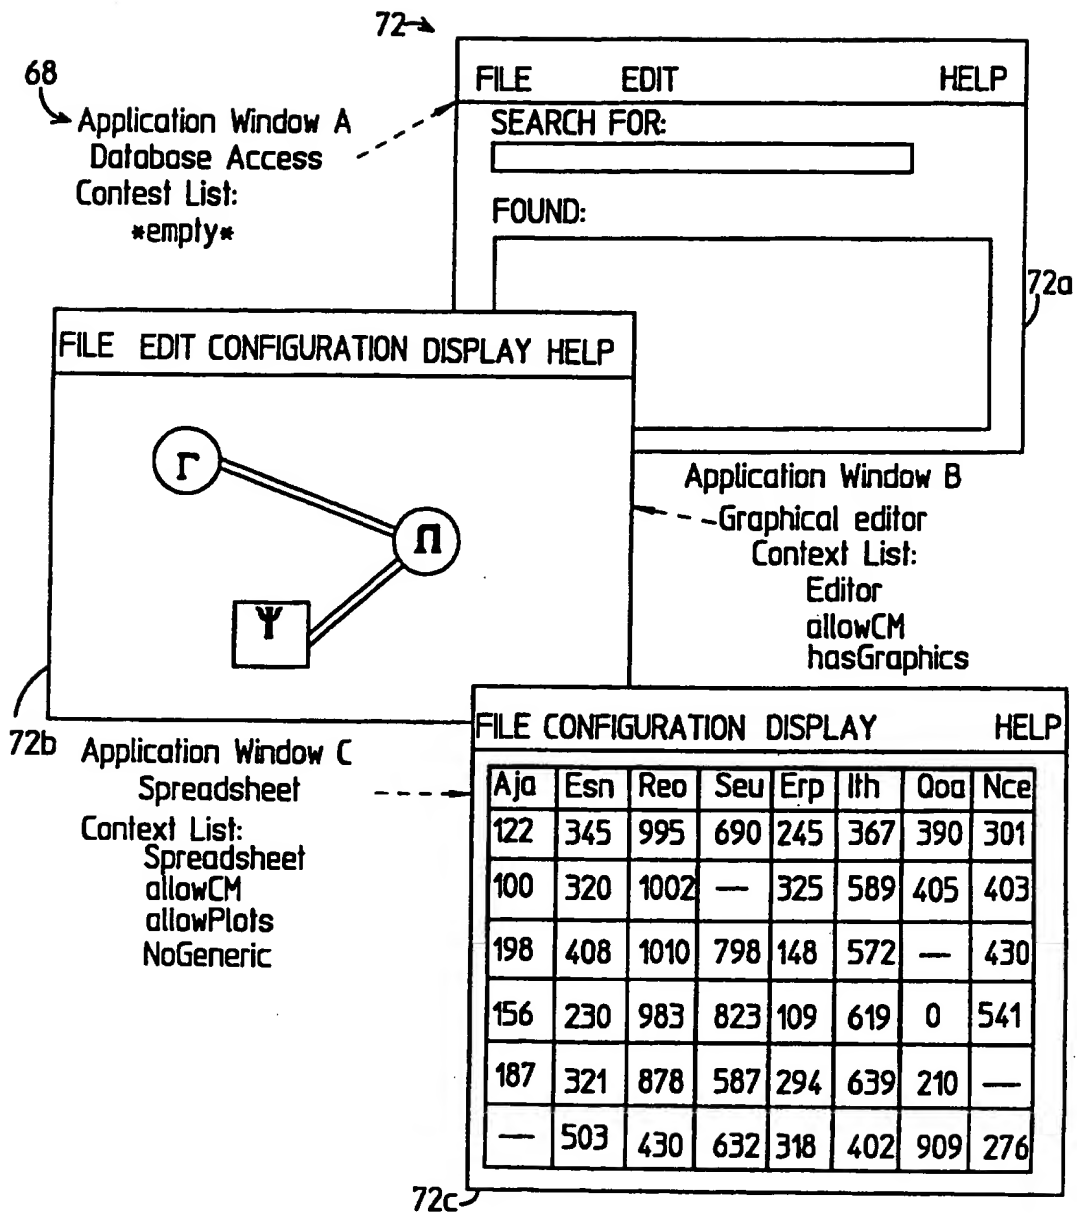 72
FILE EDIT HELP
68
Application Window A
Database Access
Contest List:
*empty*
SEARCH FOR:
FOUND:
72a
FILE EDIT CONFIGURATION DISPLAY HELP
Γ
Π
Ψ
72b
Application Window B
Graphical editor
Context List:
Editor
allowCM
hasGraphics
Application Window C
Spreadsheet
Context List:
Spreadsheet
allowCM
allowPlots
NoGeneric
FILE CONFIGURATION DISPLAY HELP
Aja Esn Reo Seu Erp Ith Qoa Nce
122 345 995 690 245 367 390 301
100 320 1002 — 325 589 405 403
198 408 1010 798 148 572 — 430
156 230 983 823 109 619 0 541
187 321 878 587 294 639 210 —
— 503 430 632 318 402 909 276
72c